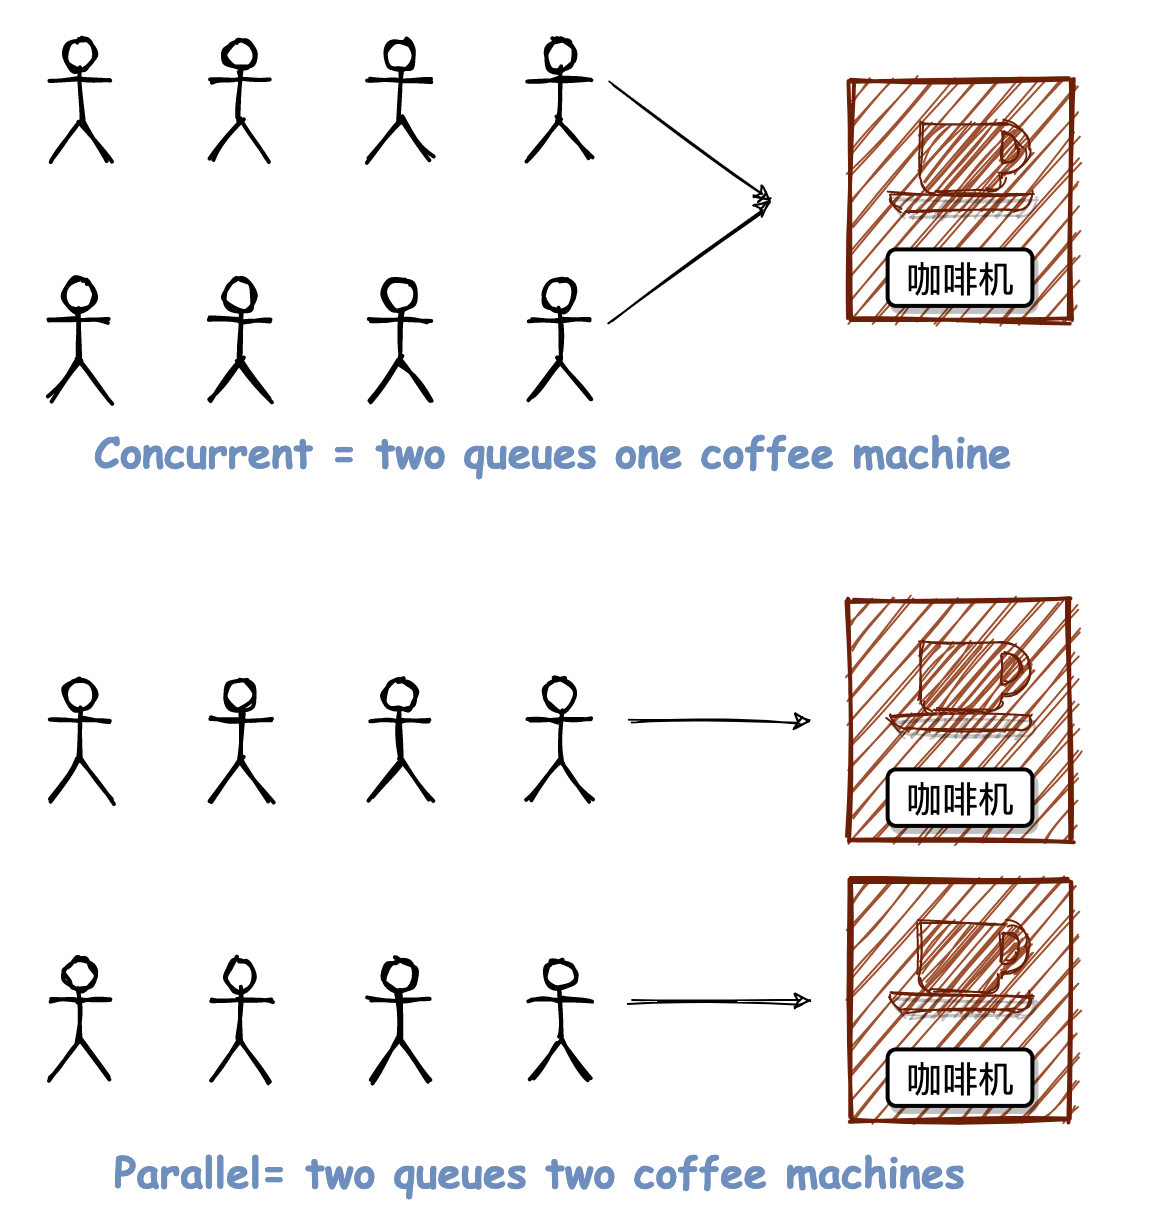 咖啡机
Concurrent = two queues one coffee machine
咖啡机
咖啡机
Parallel= two queues two coffee machines